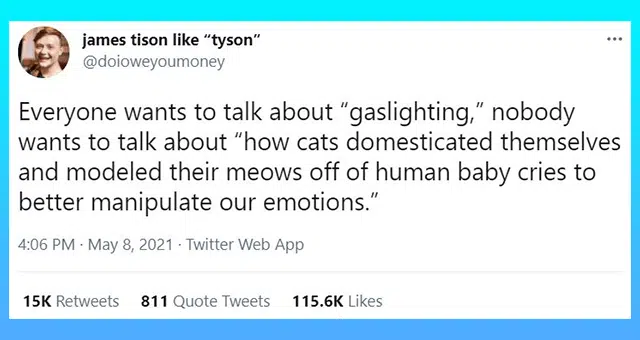 james tison like “tyson”
@doioweyoumoney
Everyone wants to talk about “gaslighting,” nobody
wants to talk about “how cats domesticated themselves
and modeled their meows off of human baby cries to
better manipulate our emotions.”
4:06 PM · May 8, 2021 · Twitter Web App
15K Retweets 811 Quote Tweets 115.6K Likes